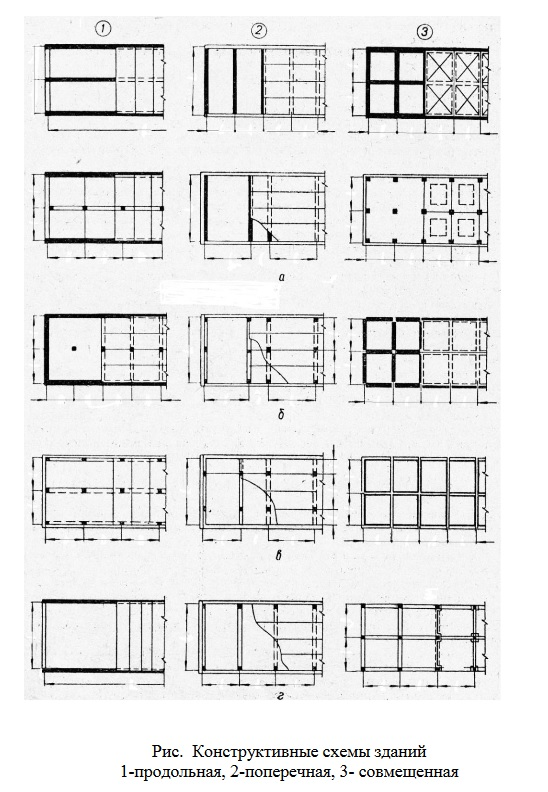 1 2 3
а
б
в
г
Рис. Конструктивные схемы зданий
1-продольная, 2-поперечная, 3- совмещенная